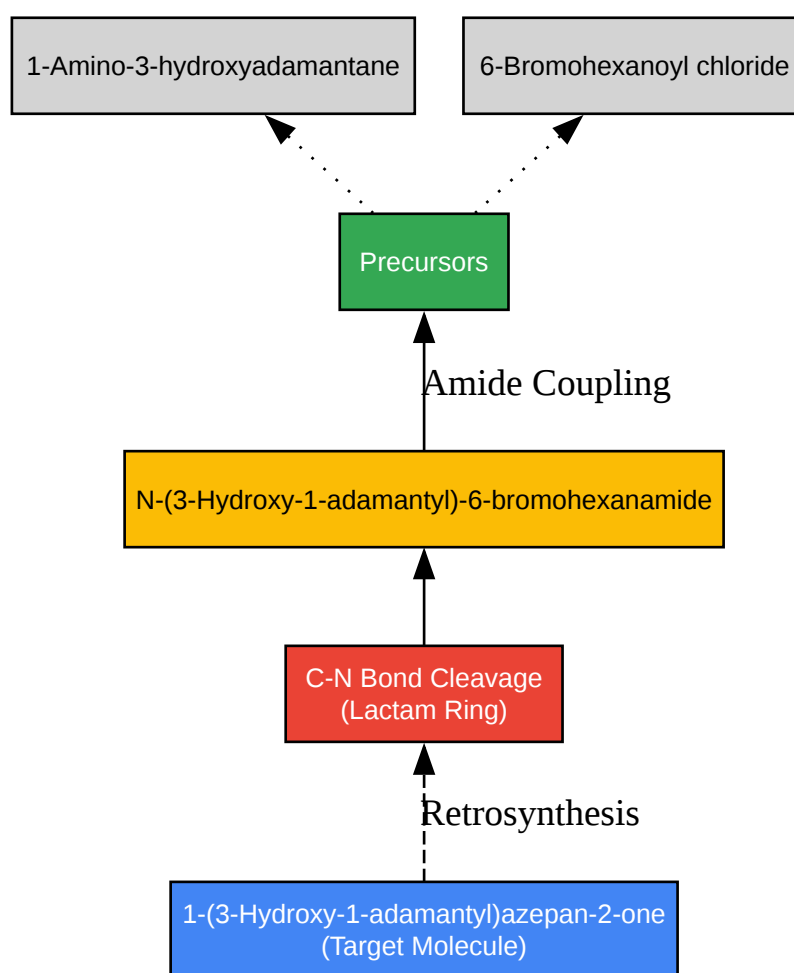 1-Amino-3-hydroxyadamantane
6-Bromohexanoyl chloride
Precursors
Amide Coupling
N-(3-Hydroxy-1-adamantyl)-6-bromohexanamide
C-N Bond Cleavage
(Lactam Ring)
Retrosynthesis
1-(3-Hydroxy-1-adamantyl)azepan-2-one
(Target Molecule)